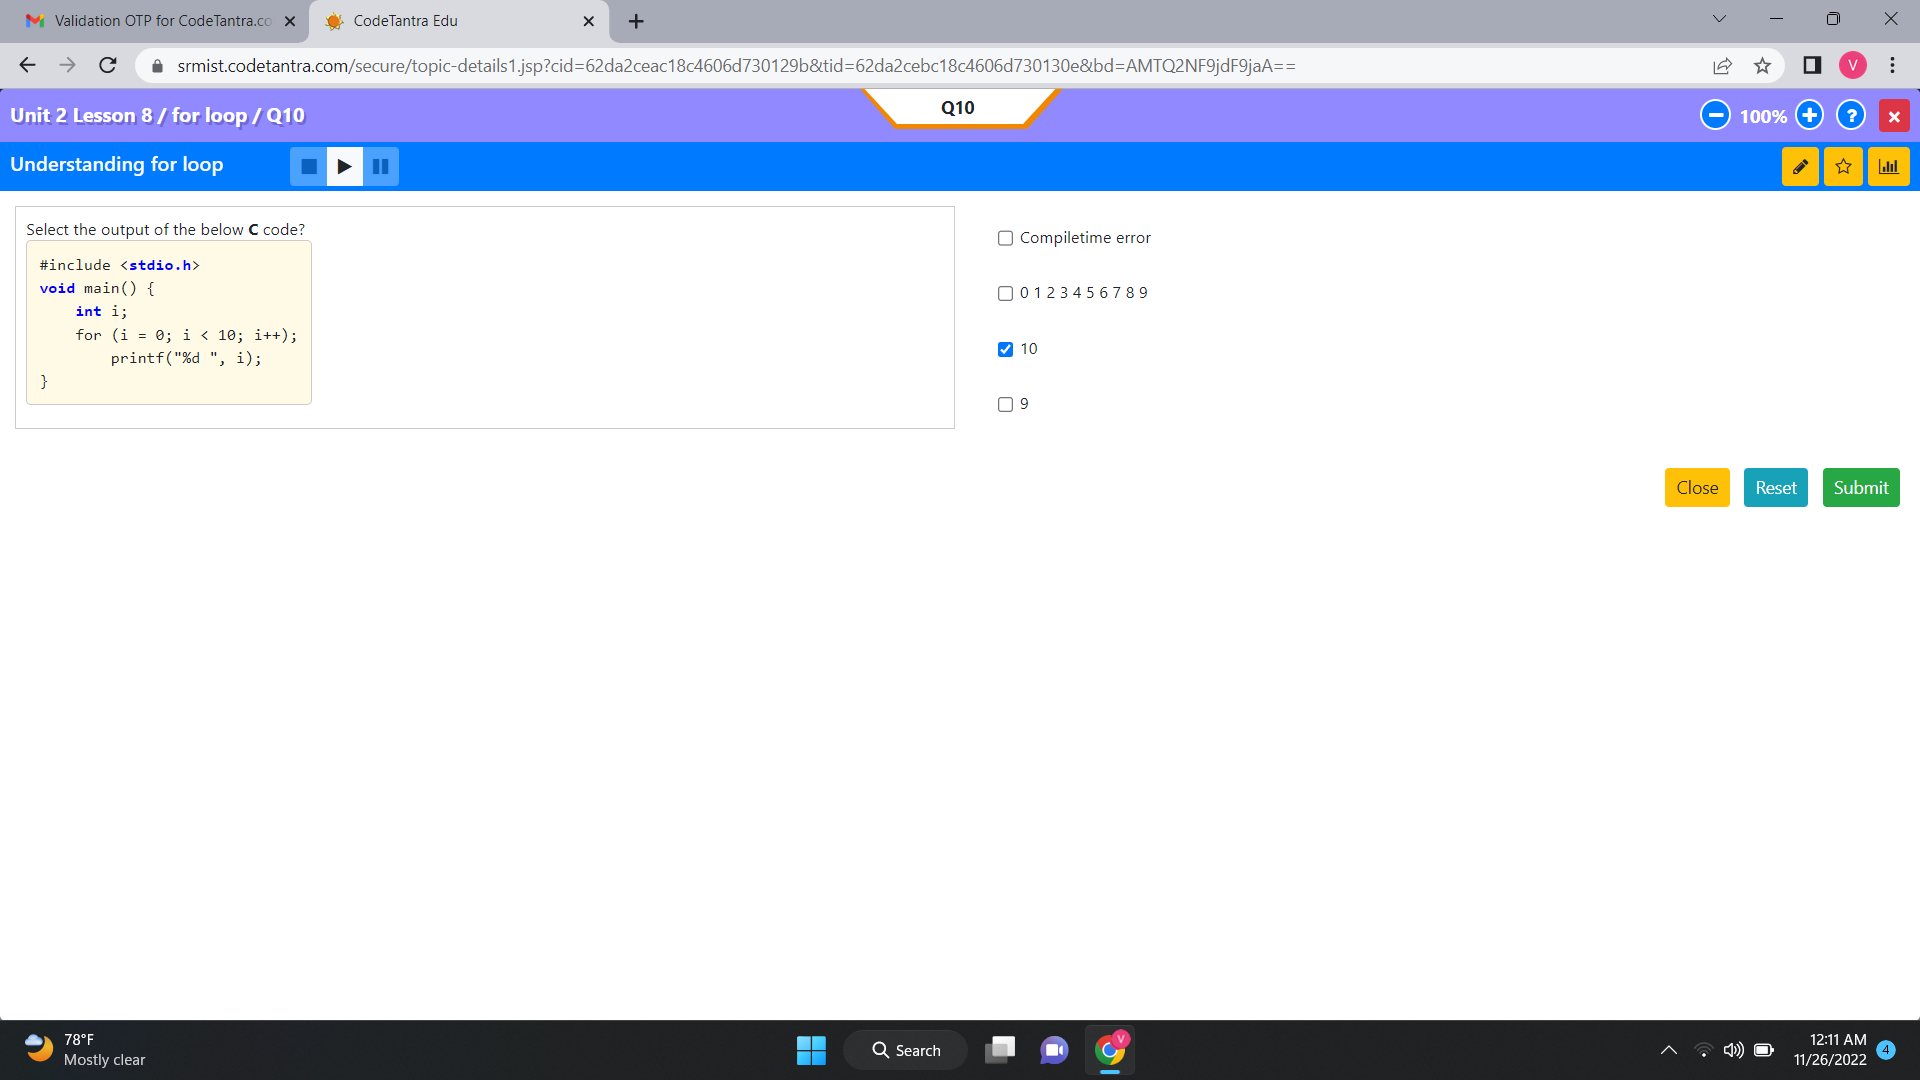 Validation OTP for CodeTantra.co
CodeTantra Edu
srmist.codetantra.com/secure/topic-details1.jsp?cid=62da2ceac18c4606d730129b&tid=62da2cebc18c4606d730130e&bd=AMTQ2NF9jdF9jaA==
V
Unit 2 Lesson 8 / for loop / Q10
Q10
100%
?
Understanding for loop
Select the output of the below C code?
#include <stdio.h>
void main() {
    int i;
    for (i = 0; i < 10; i++);
        printf("%d ", i);
}
Compiletime error
0 1 2 3 4 5 6 7 8 9
10
9
Close
Reset
Submit
78°F
Mostly clear
Search
V
12:11 AM
11/26/2022
4